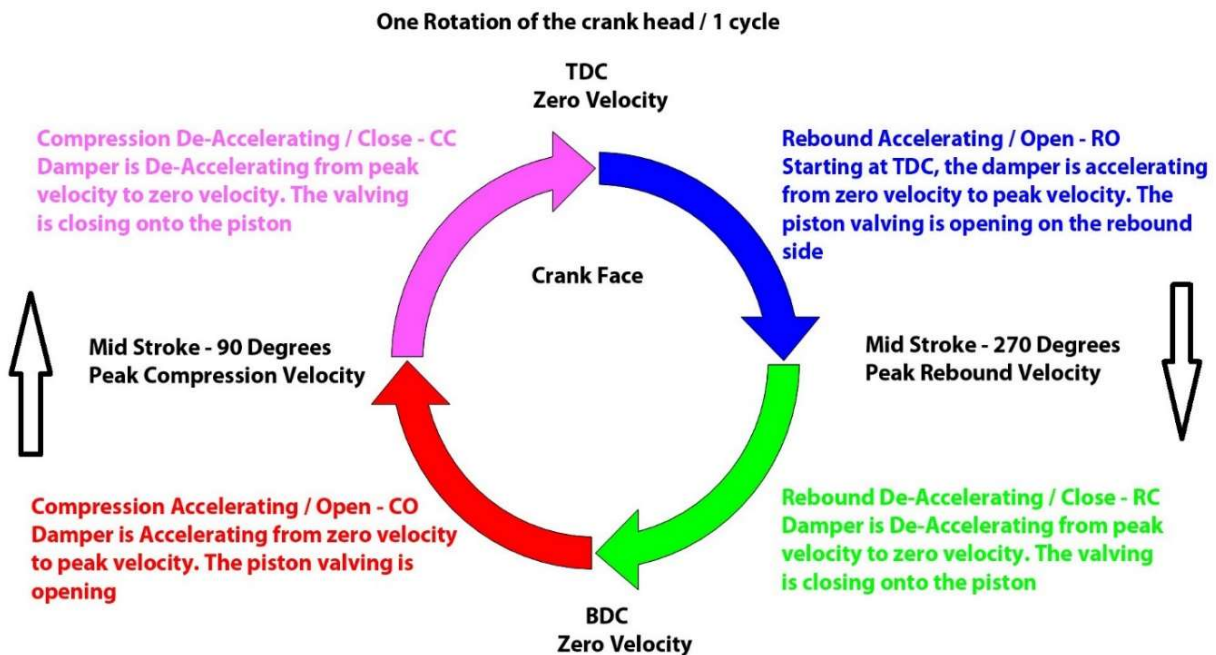 One Rotation of the crank head / 1 cycle
TDC
Zero Velocity
Compression De-Accelerating / Close - CC
Damper is De-Accelerating from peak
velocity to zero velocity. The valving
is closing onto the piston
Rebound Accelerating / Open - RO
Starting at TDC, the damper is accelerating
from zero velocity to peak velocity. The
piston valving is opening on the rebound
side
Crank Face
Mid Stroke - 90 Degrees
Peak Compression Velocity
Mid Stroke - 270 Degrees
Peak Rebound Velocity
Compression Accelerating / Open - CO
Damper is Accelerating from zero velocity
to peak velocity. The piston valving is
opening
Rebound De-Accelerating / Close - RC
Damper is De-Accelerating from peak
velocity to zero velocity. The valving
is closing onto the piston
BDC
Zero Velocity